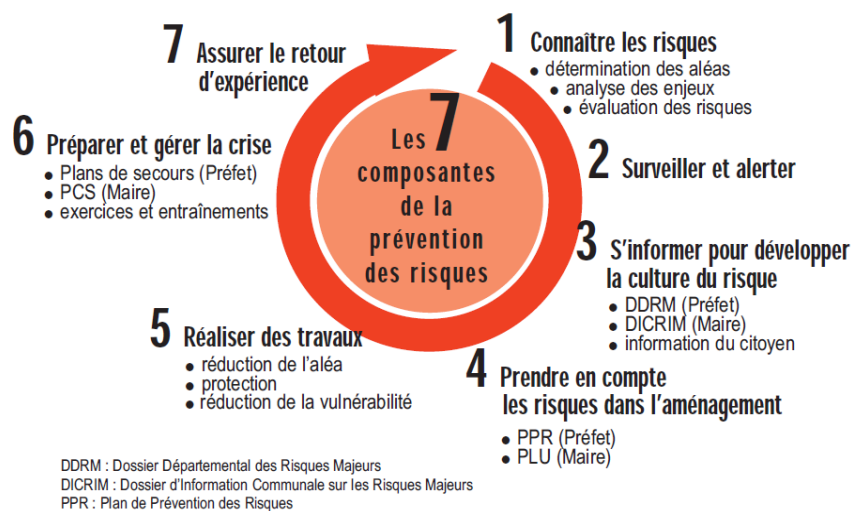 Les 7
composantes
de la
prévention
des risques
1 Connaître les risques
• détermination des aléas
• analyse des enjeux
• évaluation des risques
2 Surveiller et alerter
3 S'informer pour développer
la culture du risque
• DDRM (Préfet)
• DICRIM (Maire)
• information du citoyen
4 Prendre en compte
les risques dans l'aménagement
• PPR (Préfet)
• PLU (Maire)
5 Réaliser des travaux
• réduction de l'aléa
• protection
• réduction de la vulnérabilité
6 Préparer et gérer la crise
• Plans de secours (Préfet)
• PCS (Maire)
• exercices et entraînements
7 Assurer le retour
d'expérience
DDRM : Dossier Départemental des Risques Majeurs
DICRIM : Dossier d'Information Communale sur les Risques Majeurs
PPR : Plan de Prévention des Risques